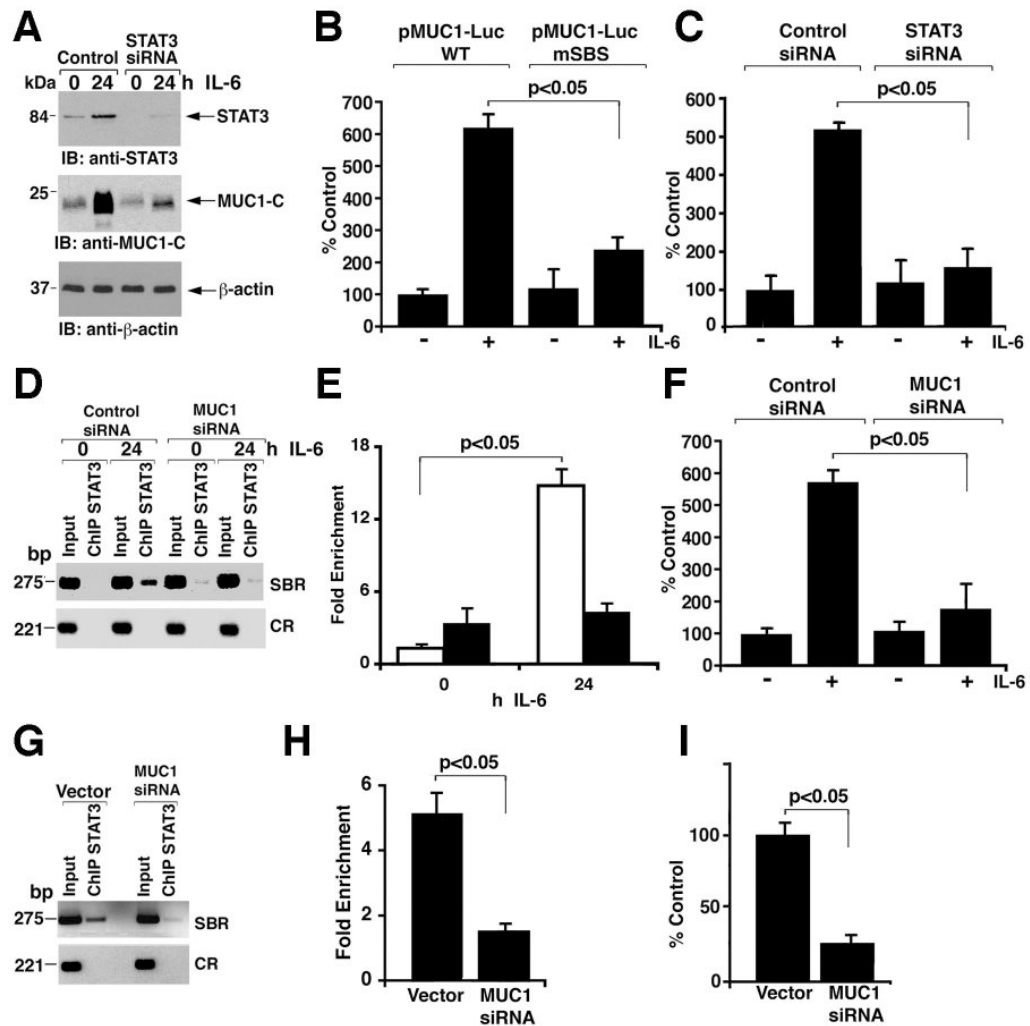 A
Control
STAT3
siRNA
kDa
0 24 0 24 h IL-6
84
STAT3
IB: anti-STAT3
25
MUC1-C
IB: anti-MUC1-C
37
β-actin
IB: anti-β-actin
B
pMUC1-Luc
WT
pMUC1-Luc
mSBS
p<0.05
% Control
700
600
500
400
300
200
100
0
- + - + IL-6
C
Control
siRNA
STAT3
siRNA
p<0.05
% Control
600
500
400
300
200
100
0
- + - + IL-6
D
Control
siRNA
MUC1
siRNA
0 24 0 24 h IL-6
Input
ChIP STAT3
Input
ChIP STAT3
Input
ChIP STAT3
Input
ChIP STAT3
bp
275
SBR
221
CR
E
p<0.05
Fold Enrichment
18
12
6
0
0 24
h IL-6
F
Control
siRNA
MUC1
siRNA
p<0.05
% Control
700
600
500
400
300
200
100
0
- + - + IL-6
G
Vector
MUC1
siRNA
Input
ChIP STAT3
Input
ChIP STAT3
bp
275
SBR
221
CR
H
p<0.05
Fold Enrichment
6
4
2
0
Vector
MUC1
siRNA
I
p<0.05
% Control
100
50
0
Vector
MUC1
siRNA